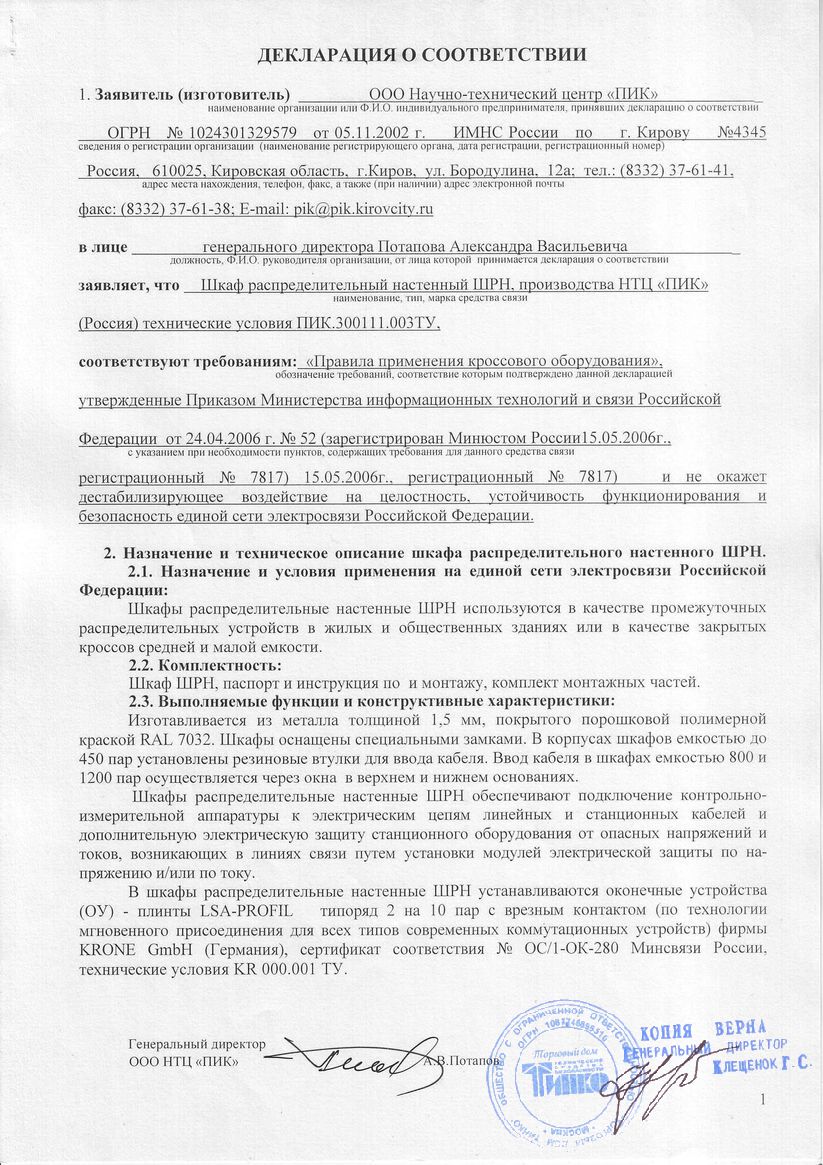 ДЕКЛАРАЦИЯ О СООТВЕТСТВИИ
1. Заявитель (изготовитель) ООО Научно-технический центр «ПИК»
наименование организации или Ф.И.О. индивидуального предпринимателя, принявших декларацию о соответствии
ОГРН № 1024301329579 от 05.11.2002 г. ИМНС России по г. Кирову №4345
сведения о регистрации организации (наименование регистрирующего органа, дата регистрации, регистрационный номер)
Россия, 610025, Кировская область, г.Киров, ул. Бородулина, 12а; тел.: (8332) 37-61-41,
адрес места нахождения, телефон, факс, а также (при наличии) адрес электронной почты
факс: (8332) 37-61-38; E-mail: pik@pik.kirovcity.ru
в лице генерального директора Потапова Александра Васильевича
должность, Ф.И.О. руководителя организации, от лица которой принимается декларация о соответствии
заявляет, что Шкаф распределительный настенный ШРН, производства НТЦ «ПИК»
наименование, тип, марка средства связи
(Россия) технические условия ПИК.300111.003ТУ,
соответствуют требованиям: «Правила применения кроссового оборудования»,
обозначение требований, соответствие которым подтверждено данной декларацией
утвержденные Приказом Министерства информационных технологий и связи Российской
Федерации от 24.04.2006 г. № 52 (зарегистрирован Минюстом России15.05.2006г.,
с указанием при необходимости пунктов, содержащих требования для данного средства связи
регистрационный № 7817) 15.05.2006г., регистрационный № 7817) и не окажет
дестабилизирующее воздействие на целостность, устойчивость функционирования и
безопасность единой сети электросвязи Российской Федерации.
2. Назначение и техническое описание шкафа распределительного настенного ШРН.
2.1. Назначение и условия применения на единой сети электросвязи Российской
Федерации:
Шкафы распределительные настенные ШРН используются в качестве промежуточных
распределительных устройств в жилых и общественных зданиях или в качестве закрытых
кроссов средней и малой емкости.
2.2. Комплектность:
Шкаф ШРН, паспорт и инструкция по и монтажу, комплект монтажных частей.
2.3. Выполняемые функции и конструктивные характеристики:
Изготавливается из металла толщиной 1,5 мм, покрытого порошковой полимерной
краской RAL 7032. Шкафы оснащены специальными замками. В корпусах шкафов емкостью до
450 пар установлены резиновые втулки для ввода кабеля. Ввод кабеля в шкафах емкостью 800 и
1200 пар осуществляется через окна в верхнем и нижнем основаниях.
Шкафы распределительные настенные ШРН обеспечивают подключение контрольно-
измерительной аппаратуры к электрическим цепям линейных и станционных кабелей и
дополнительную электрическую защиту станционного оборудования от опасных напряжений и
токов, возникающих в линиях связи путем установки модулей электрической защиты по на-
пряжению и/или по току.
В шкафы распределительные настенные ШРН устанавливаются оконечные устройства
(ОУ) - плинты LSA-PROFIL типоряд 2 на 10 пар с врезным контактом (по технологии
мгновенного присоединения для всех типов современных коммутационных устройств) фирмы
KRONE GmbH (Германия), сертификат соответствия № ОС/1-ОК-280 Минсвязи России,
технические условия KR 000.001 ТУ.
Генеральный директор
ООО НТЦ «ПИК» А.В.Потапов
ОБЩЕСТВО С ОГРАНИЧЕННОЙ
Торговый дом
ТИНКО
МОСКВА
КОПИЯ ВЕРНА
ГЕНЕРАЛЬНЫЙ ДИРЕКТОР
КЛЕЩЕНОК Г.С.
1